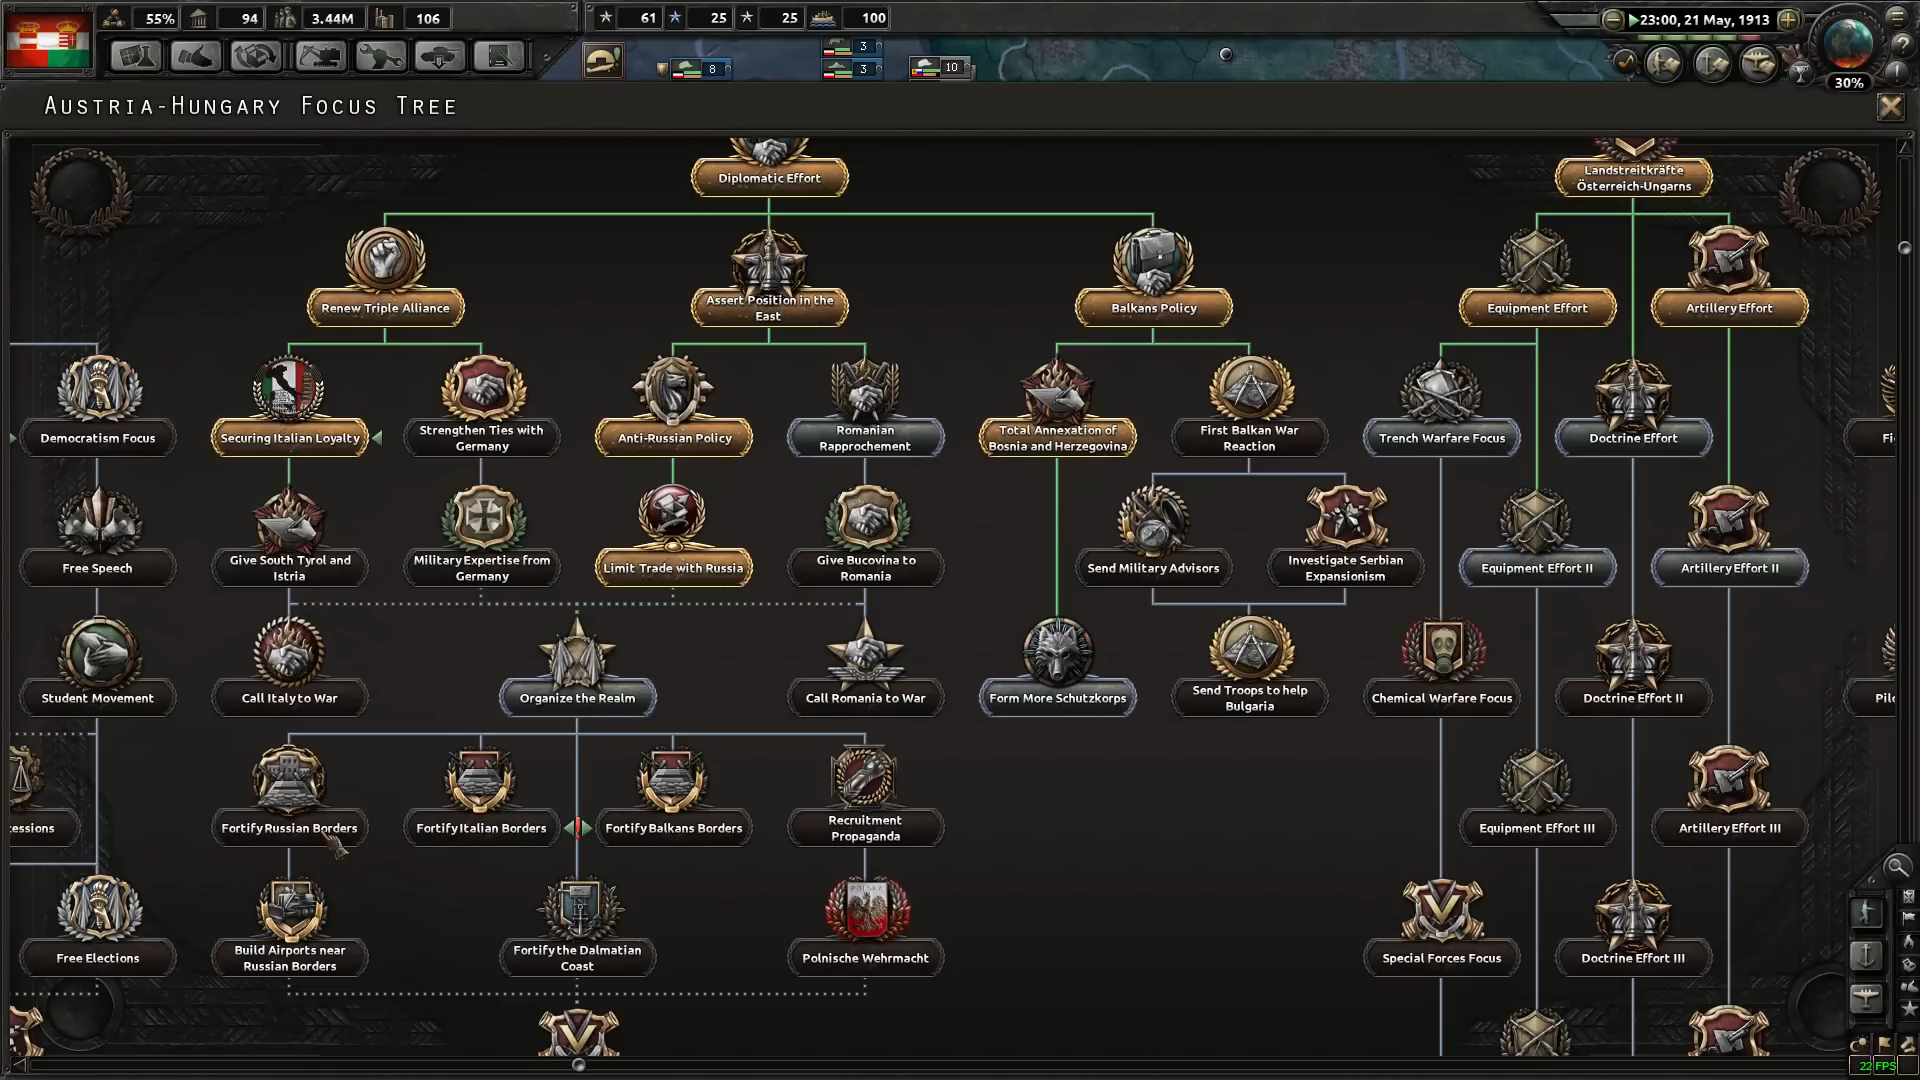 55%
94
3.44M
106
61
25
25
100
23:00, 21 May, 1913
8
3
3
10
30%
Austria-Hungary Focus Tree
Diplomatic Effort
Landstreitkräfte
Österreich-Ungarns
Renew Triple Alliance
Assert Position in the
East
Balkans Policy
Equipment Effort
Artillery Effort
Democratism Focus
Securing Italian Loyalty
Strengthen Ties with
Germany
Anti-Russian Policy
Romanian
Rapprochement
Total Annexation of
Bosnia and Herzegovina
First Balkan War
Reaction
Trench Warfare Focus
Doctrine Effort
Fi
Free Speech
Give South Tyrol and
Istria
Military Expertise from
Germany
Limit Trade with Russia
Give Bucovina to
Romania
Send Military Advisors
Investigate Serbian
Expansionism
Equipment Effort II
Artillery Effort II
Student Movement
Call Italy to War
Organize the Realm
Call Romania to War
Form More Schutzkorps
Send Troops to help
Bulgaria
Chemical Warfare Focus
Doctrine Effort II
Pil
cessions
Fortify Russian Borders
Fortify Italian Borders
Fortify Balkans Borders
Recruitment
Propaganda
Equipment Effort III
Artillery Effort III
POLSKA
Free Elections
Build Airports near
Russian Borders
Fortify the Dalmatian
Coast
Polnische Wehrmacht
Special Forces Focus
Doctrine Effort III
22 FPS